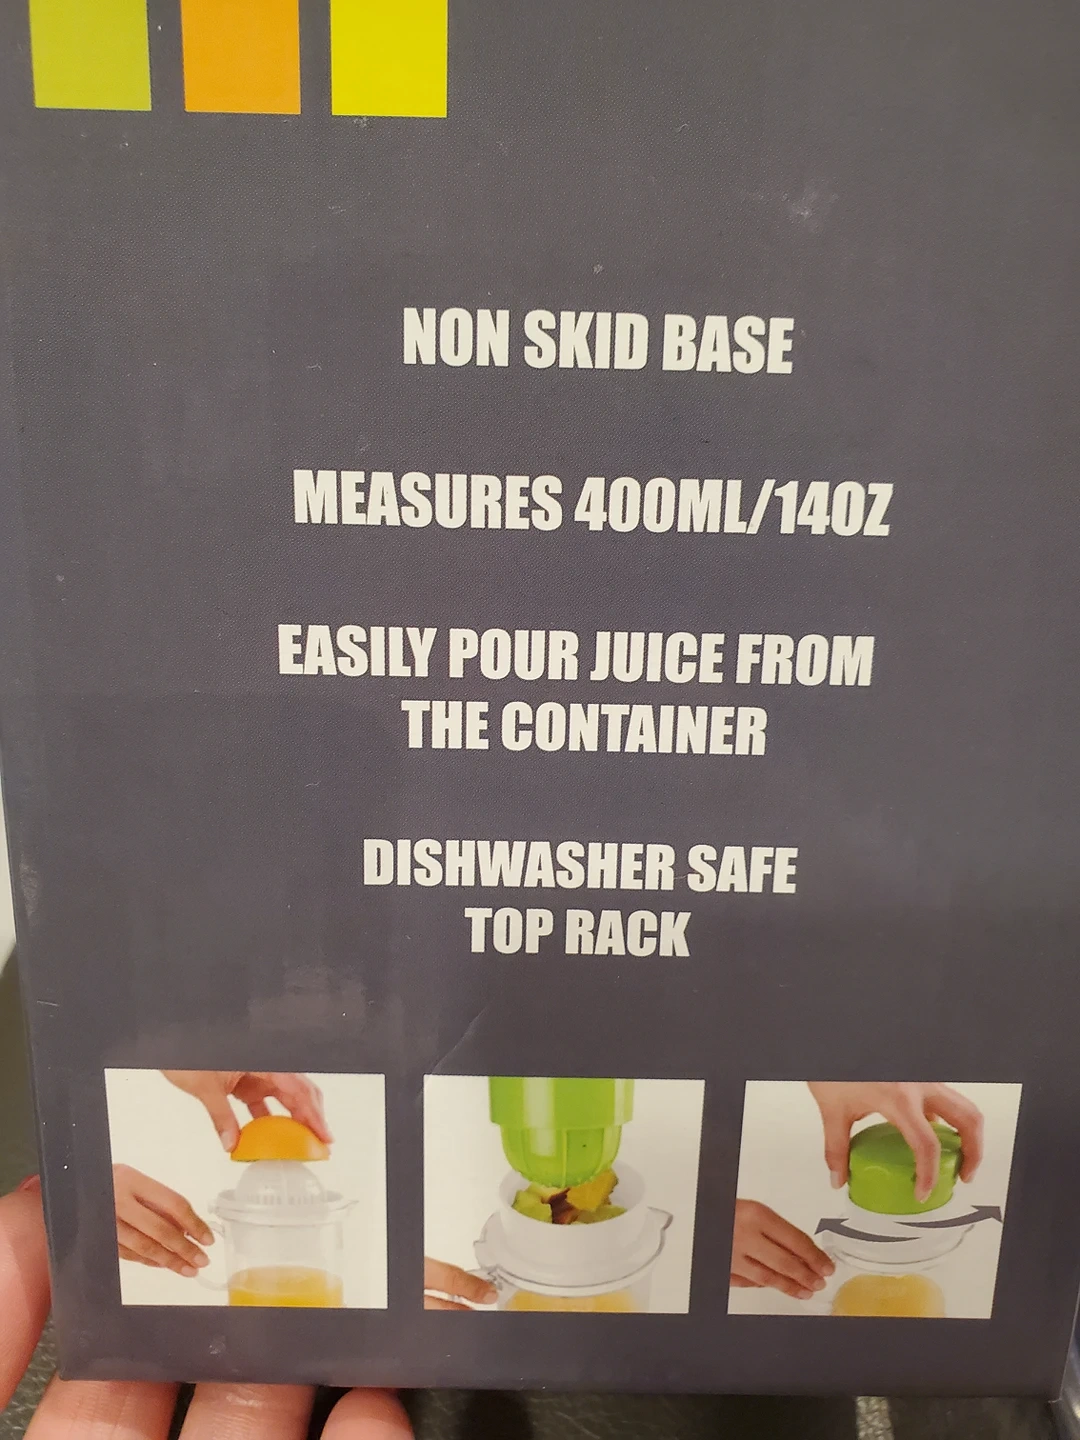 NON SKID BASE
MEASURES 400ML/14OZ
EASILY POUR JUICE FROM
THE CONTAINER
DISHWASHER SAFE
TOP RACK